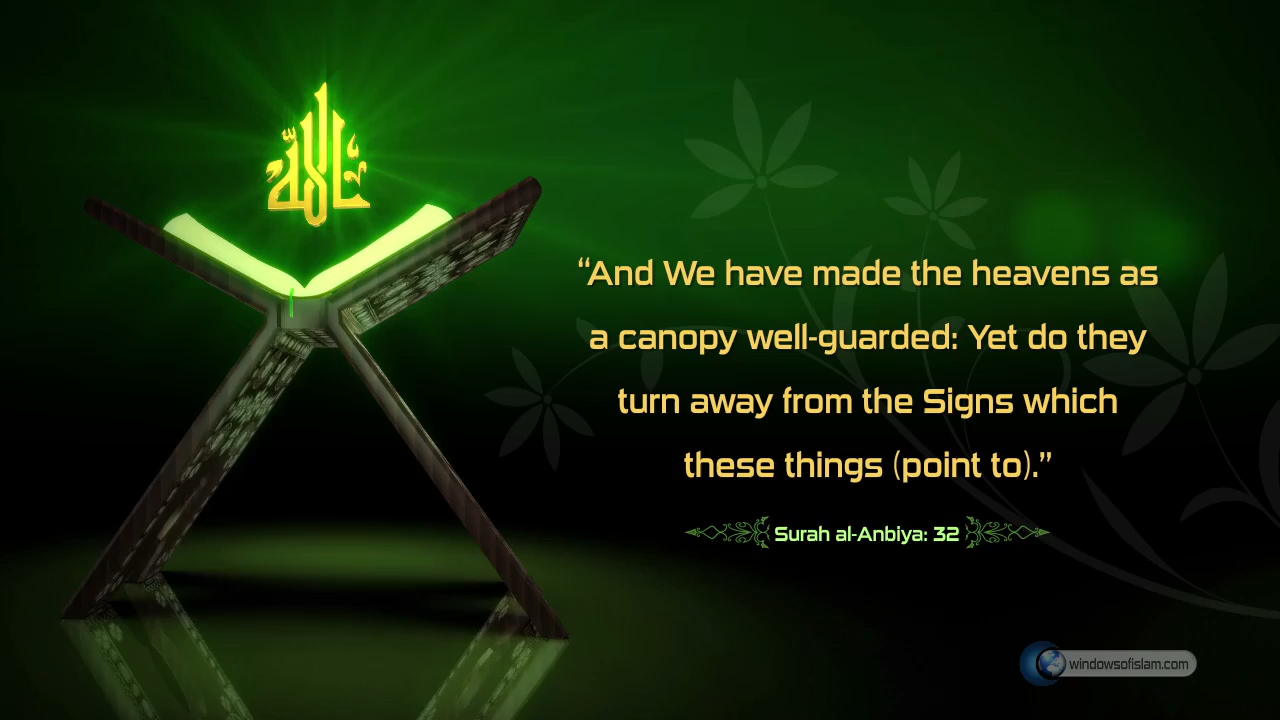 الله
“And We have made the heavens as
a canopy well-guarded: Yet do they
turn away from the Signs which
these things (point to).”
Surah al-Anbiya: 32
windowsofislam.com